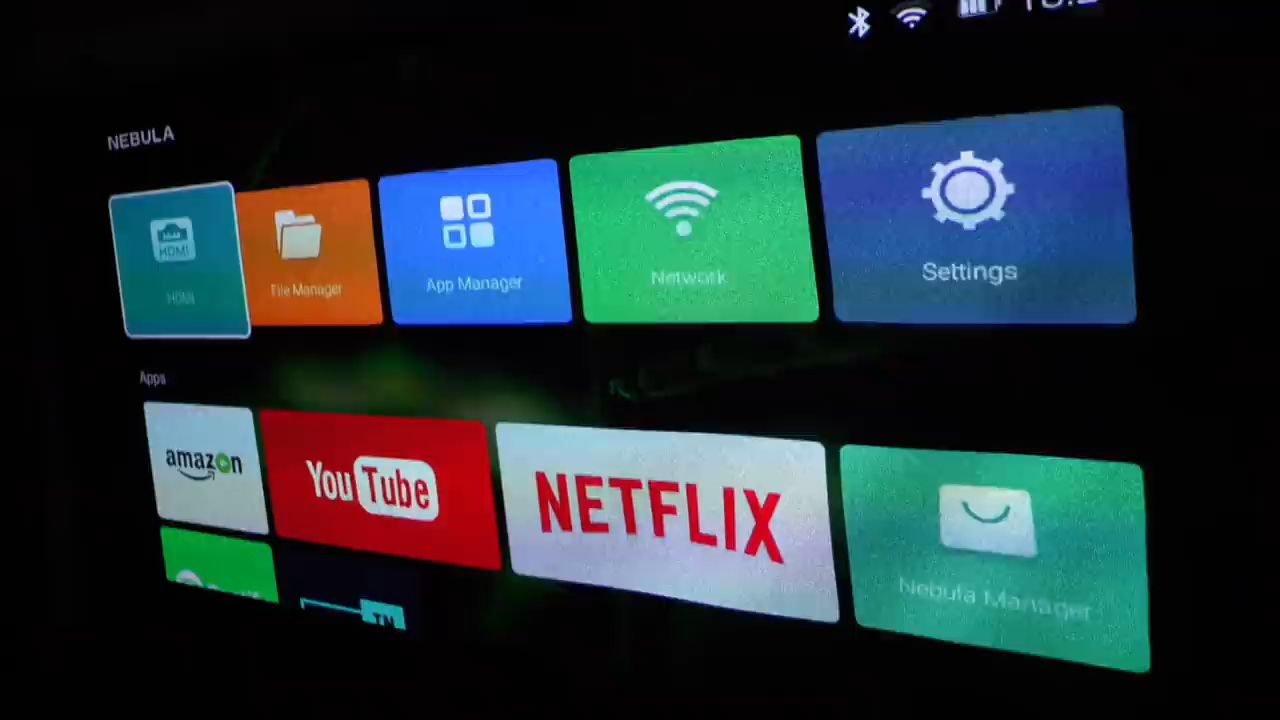 NEBULA
HDMI
HDMI
File Manager
App Manager
Network
Settings
Apps
amazon
YouTube
NETFLIX
Nebula Manager